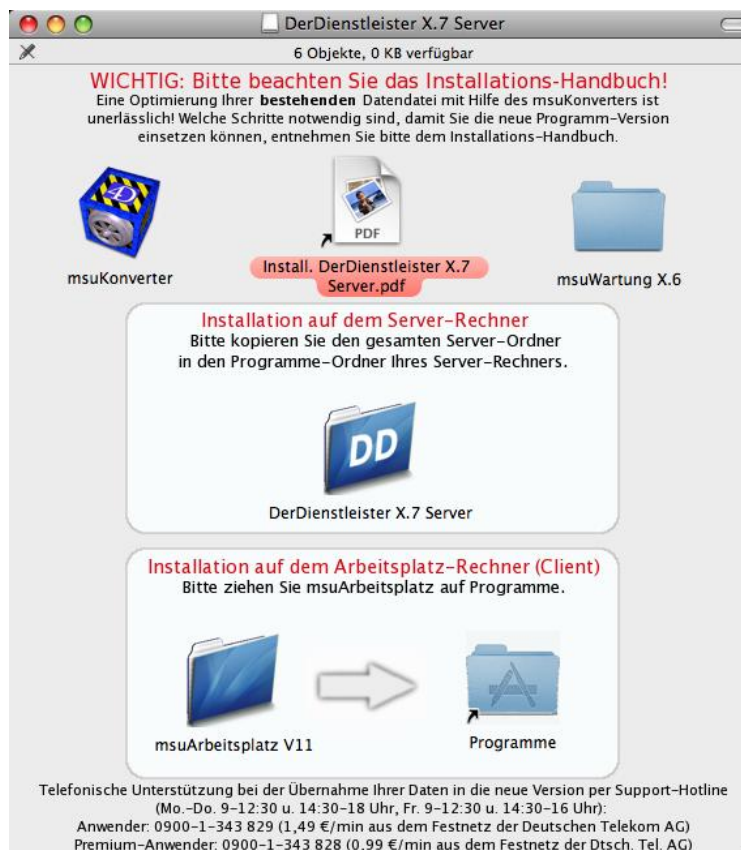 DerDienstleister X.7 Server
6 Objekte, 0 KB verfügbar
WICHTIG: Bitte beachten Sie das Installations-Handbuch!
Eine Optimierung Ihrer bestehenden Datendatei mit Hilfe des msuKonverters ist
unerlässlich! Welche Schritte notwendig sind, damit Sie die neue Programm-Version
einsetzen können, entnehmen Sie bitte dem Installations-Handbuch.
4D
PDF
msuKonverter
Install. DerDienstleister X.7
Server.pdf
msuWartung X.6
Installation auf dem Server-Rechner
Bitte kopieren Sie den gesamten Server-Ordner
in den Programme-Ordner Ihres Server-Rechners.
DD
DerDienstleister X.7 Server
Installation auf dem Arbeitsplatz-Rechner (Client)
Bitte ziehen Sie msuArbeitsplatz auf Programme.
msuArbeitsplatz V11
Programme
Telefonische Unterstützung bei der Übernahme Ihrer Daten in die neue Version per Support-Hotline
(Mo.-Do. 9-12:30 u. 14:30-18 Uhr, Fr. 9-12:30 u. 14:30-16 Uhr):
Anwender: 0900-1-343 829 (1,49 €/min aus dem Festnetz der Deutschen Telekom AG)
Premium-Anwender: 0900-1-343 828 (0,99 €/min aus dem Festnetz der Dtsch. Tel. AG)